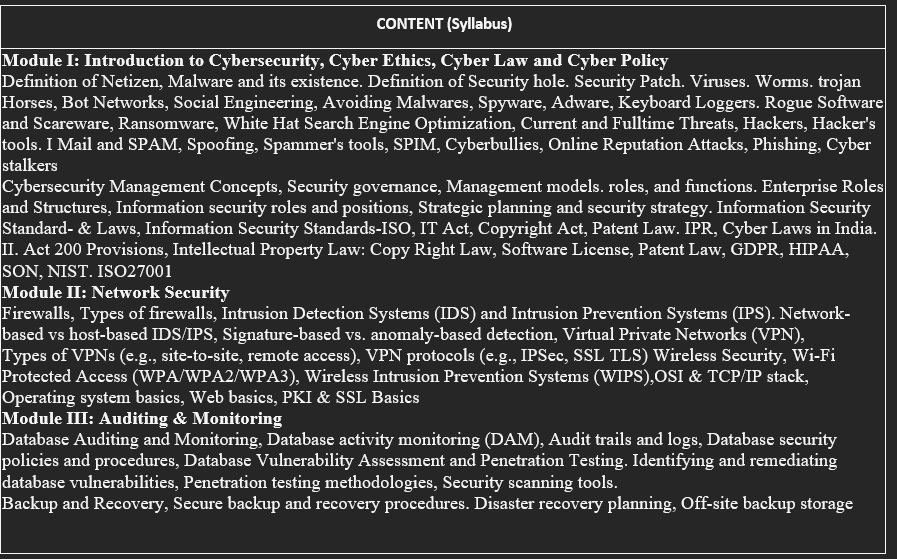 CONTENT (Syllabus)
Module I: Introduction to Cybersecurity, Cyber Ethics, Cyber Law and Cyber Policy
Definition of Netizen, Malware and its existence. Definition of Security hole. Security Patch. Viruses. Worms. trojan
Horses, Bot Networks, Social Engineering, Avoiding Malwares, Spyware, Adware, Keyboard Loggers. Rogue Software
and Scareware, Ransomware, White Hat Search Engine Optimization, Current and Fulltime Threats, Hackers, Hacker's
tools. I Mail and SPAM, Spoofing, Spammer's tools, SPIM, Cyberbullies, Online Reputation Attacks, Phishing, Cyber
stalkers
Cybersecurity Management Concepts, Security governance, Management models. roles, and functions. Enterprise Roles
and Structures, Information security roles and positions, Strategic planning and security strategy. Information Security
Standard- & Laws, Information Security Standards-ISO, IT Act, Copyright Act, Patent Law. IPR, Cyber Laws in India.
II. Act 200 Provisions, Intellectual Property Law: Copy Right Law, Software License, Patent Law, GDPR, HIPAA,
SON, NIST. ISO27001
Module II: Network Security
Firewalls, Types of firewalls, Intrusion Detection Systems (IDS) and Intrusion Prevention Systems (IPS). Network-
based vs host-based IDS/IPS, Signature-based vs. anomaly-based detection, Virtual Private Networks (VPN),
Types of VPNs (e.g., site-to-site, remote access), VPN protocols (e.g., IPSec, SSL TLS) Wireless Security, Wi-Fi
Protected Access (WPA/WPA2/WPA3), Wireless Intrusion Prevention Systems (WIPS),OSI & TCP/IP stack,
Operating system basics, Web basics, PKI & SSL Basics
Module III: Auditing & Monitoring
Database Auditing and Monitoring, Database activity monitoring (DAM), Audit trails and logs, Database security
policies and procedures, Database Vulnerability Assessment and Penetration Testing. Identifying and remediating
database vulnerabilities, Penetration testing methodologies, Security scanning tools.
Backup and Recovery, Secure backup and recovery procedures. Disaster recovery planning, Off-site backup storage